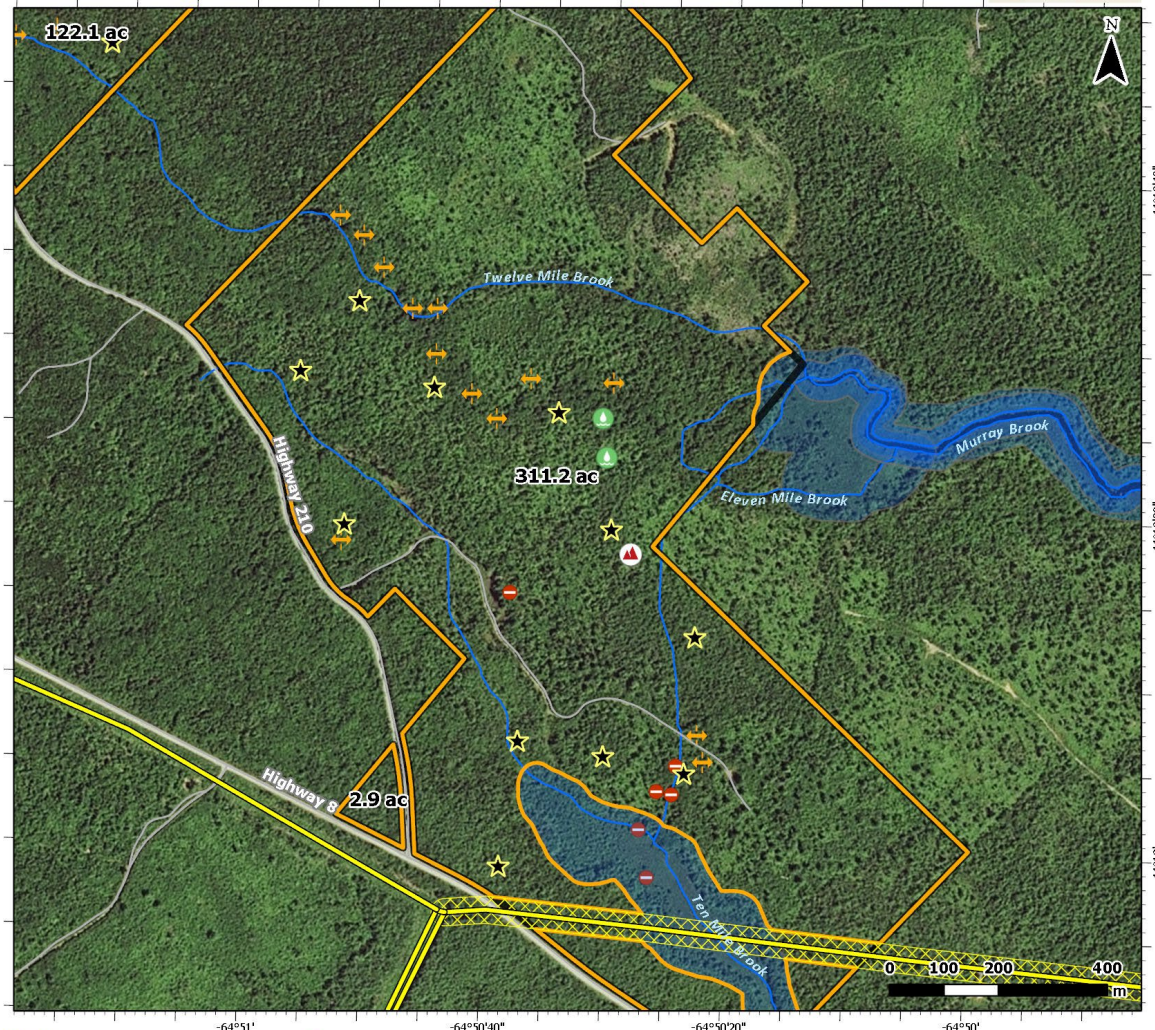 122.1 ac
N
Twelve Mile Brook
Murray Brook
Highway 210
311.2 ac
Eleven Mile Brook
Highway 8
2.9 ac
Ten Mile Brook
0 100 200 400
m
-64°51' -64°50'40" -64°50'20" -64°50'